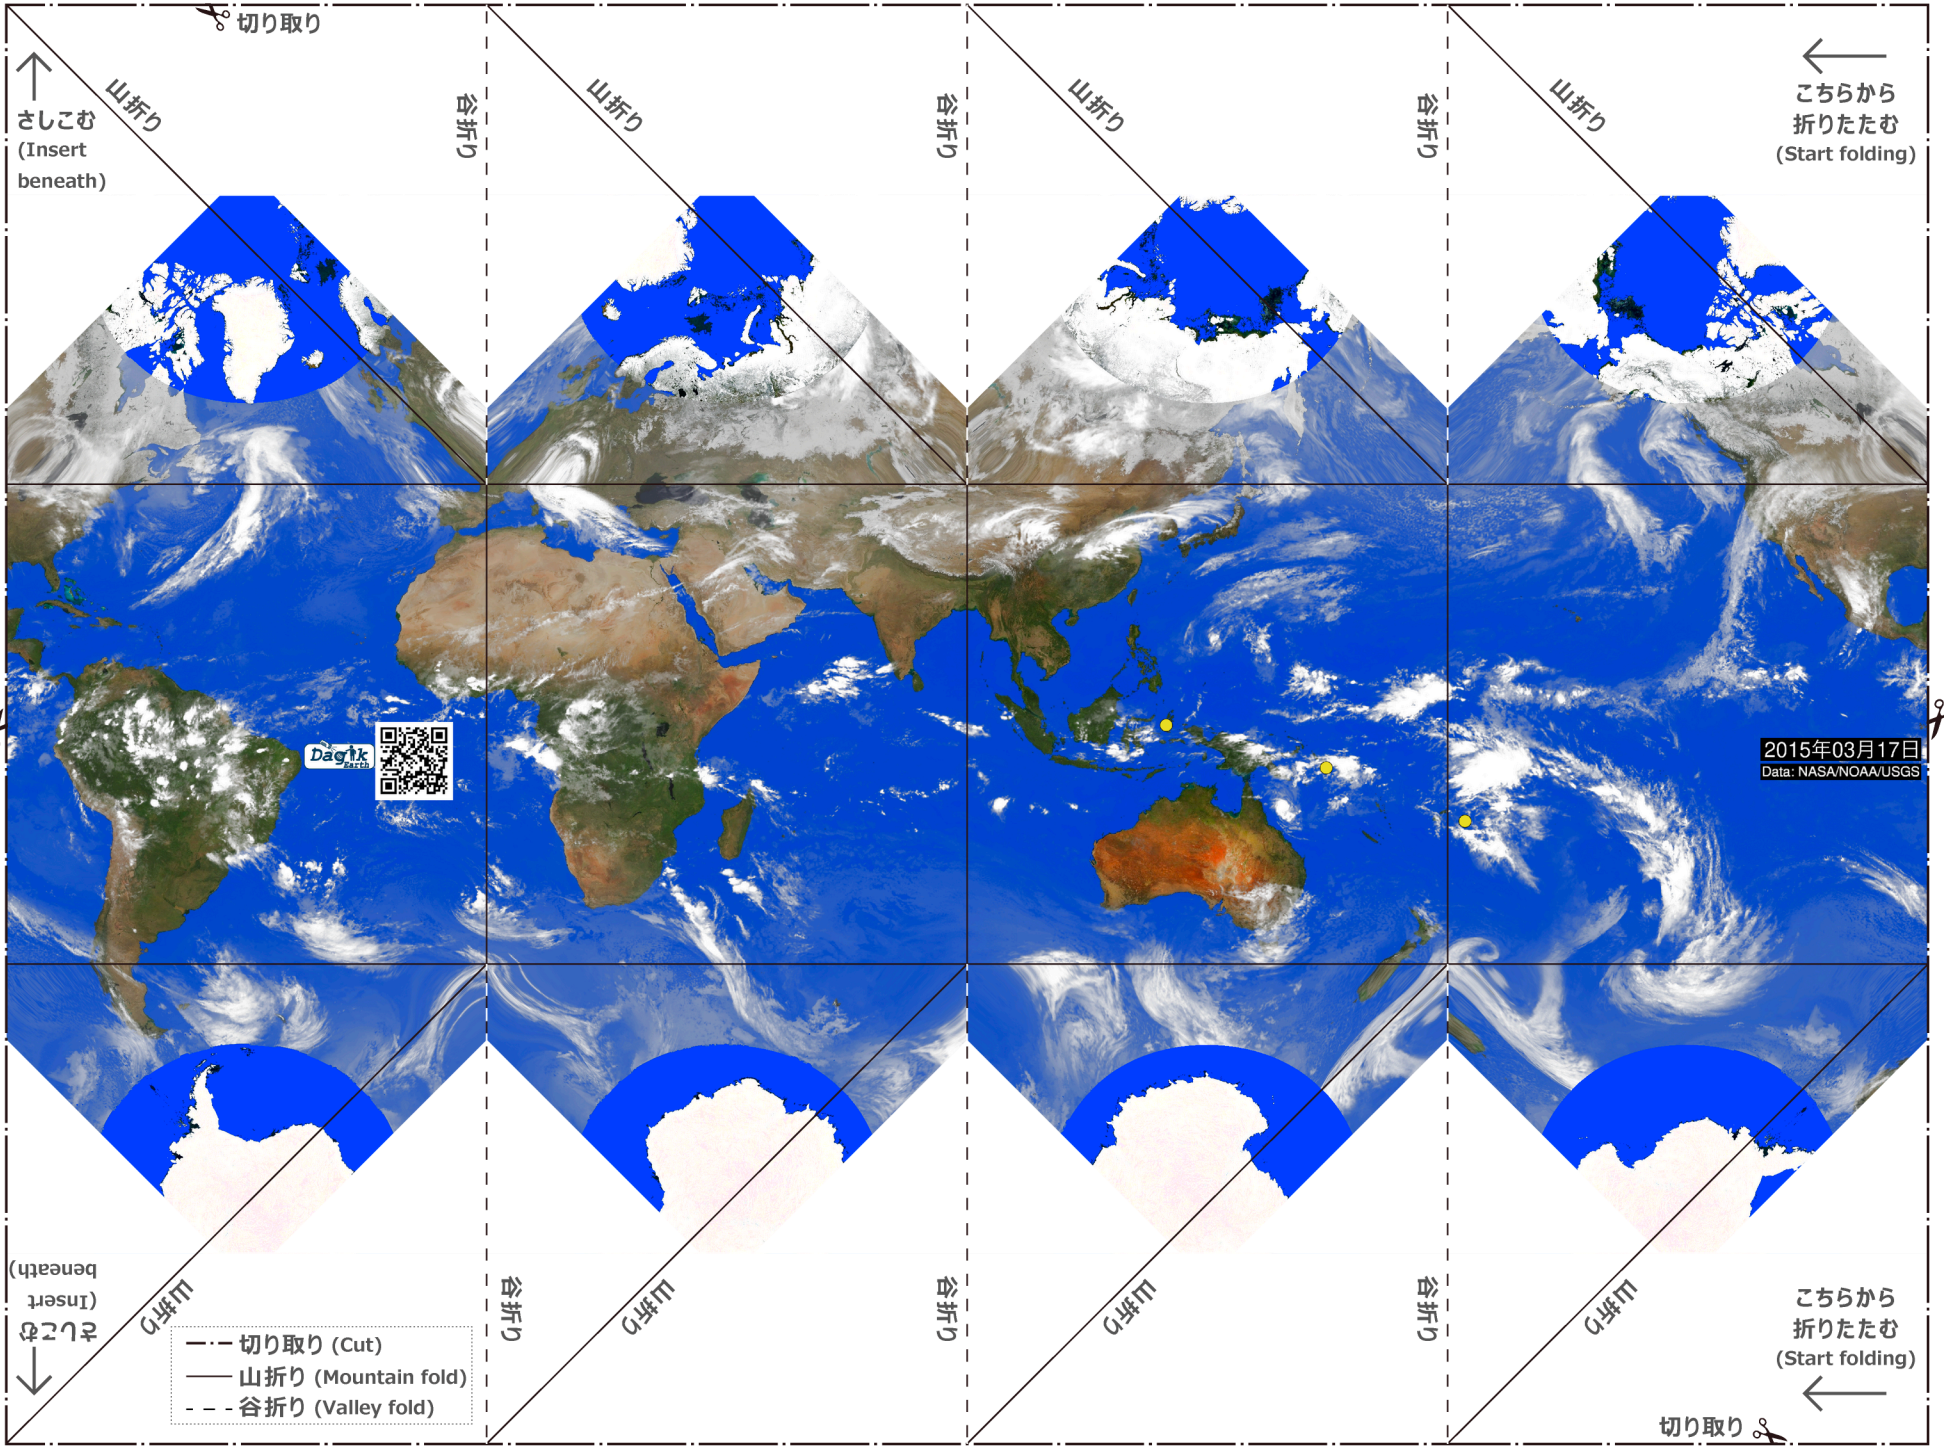 切り取り
山折り
谷折り
山折り
谷折り
山折り
谷折り
山折り
さしこむ
(Insert
beneath)
こちらから
折りたたむ
(Start folding)
Dagik
Earth
2015年03月17日
Data: NASA/NOAA/USGS
さしこむ
(Insert
beneath)
山折り
谷折り
山折り
谷折り
山折り
谷折り
山折り
こちらから
折りたたむ
(Start folding)
切り取り (Cut)
山折り (Mountain fold)
谷折り (Valley fold)
切り取り